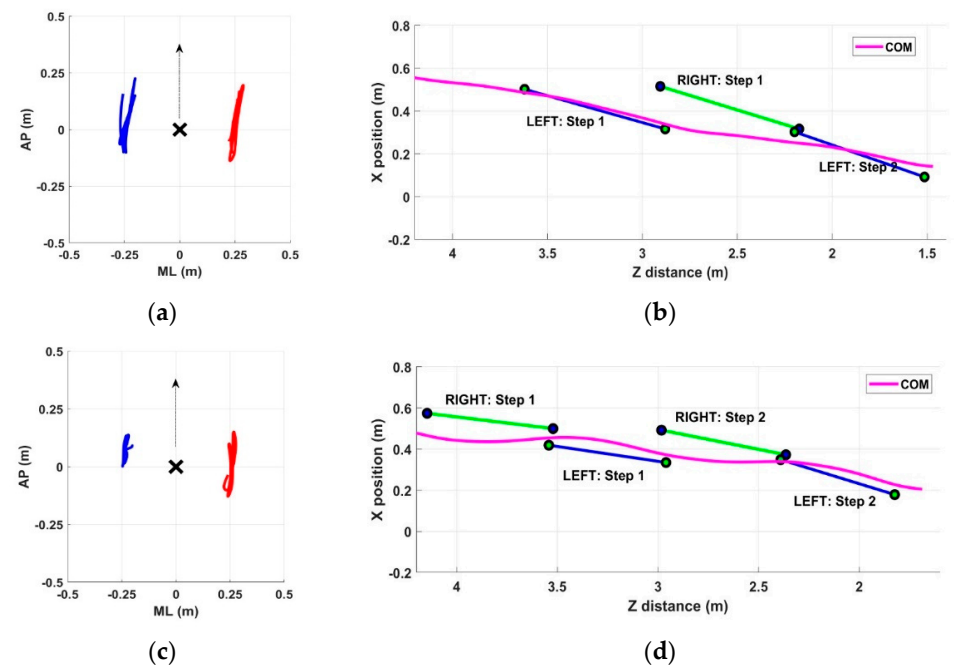 0.5
0.25
0
-0.25
-0.5
AP (m)
-0.5 -0.25 0 0.25 0.5
ML (m)
(a)
0.8
0.6
0.4
0.2
0
-0.2
X position (m)
COM
RIGHT: Step 1
LEFT: Step 1
LEFT: Step 2
4 3.5 3 2.5 2 1.5
Z distance (m)
(b)
0.5
0.25
0
-0.25
-0.5
AP (m)
-0.5 -0.25 0 0.25 0.5
ML (m)
(c)
0.8
0.6
0.4
0.2
0
-0.2
X position (m)
COM
RIGHT: Step 1
RIGHT: Step 2
LEFT: Step 1
LEFT: Step 2
4 3.5 3 2.5 2
Z distance (m)
(d)